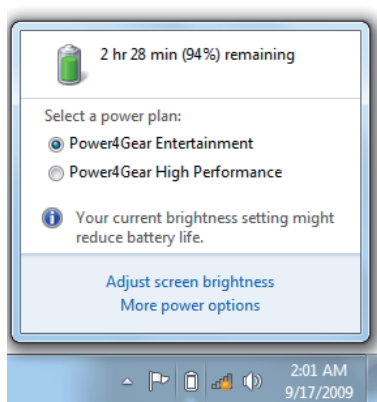 2 hr 28 min (94%) remaining
Select a power plan:
Power4Gear Entertainment
Power4Gear High Performance
Your current brightness setting might
reduce battery life.
Adjust screen brightness
More power options
2:01 AM
9/17/2009